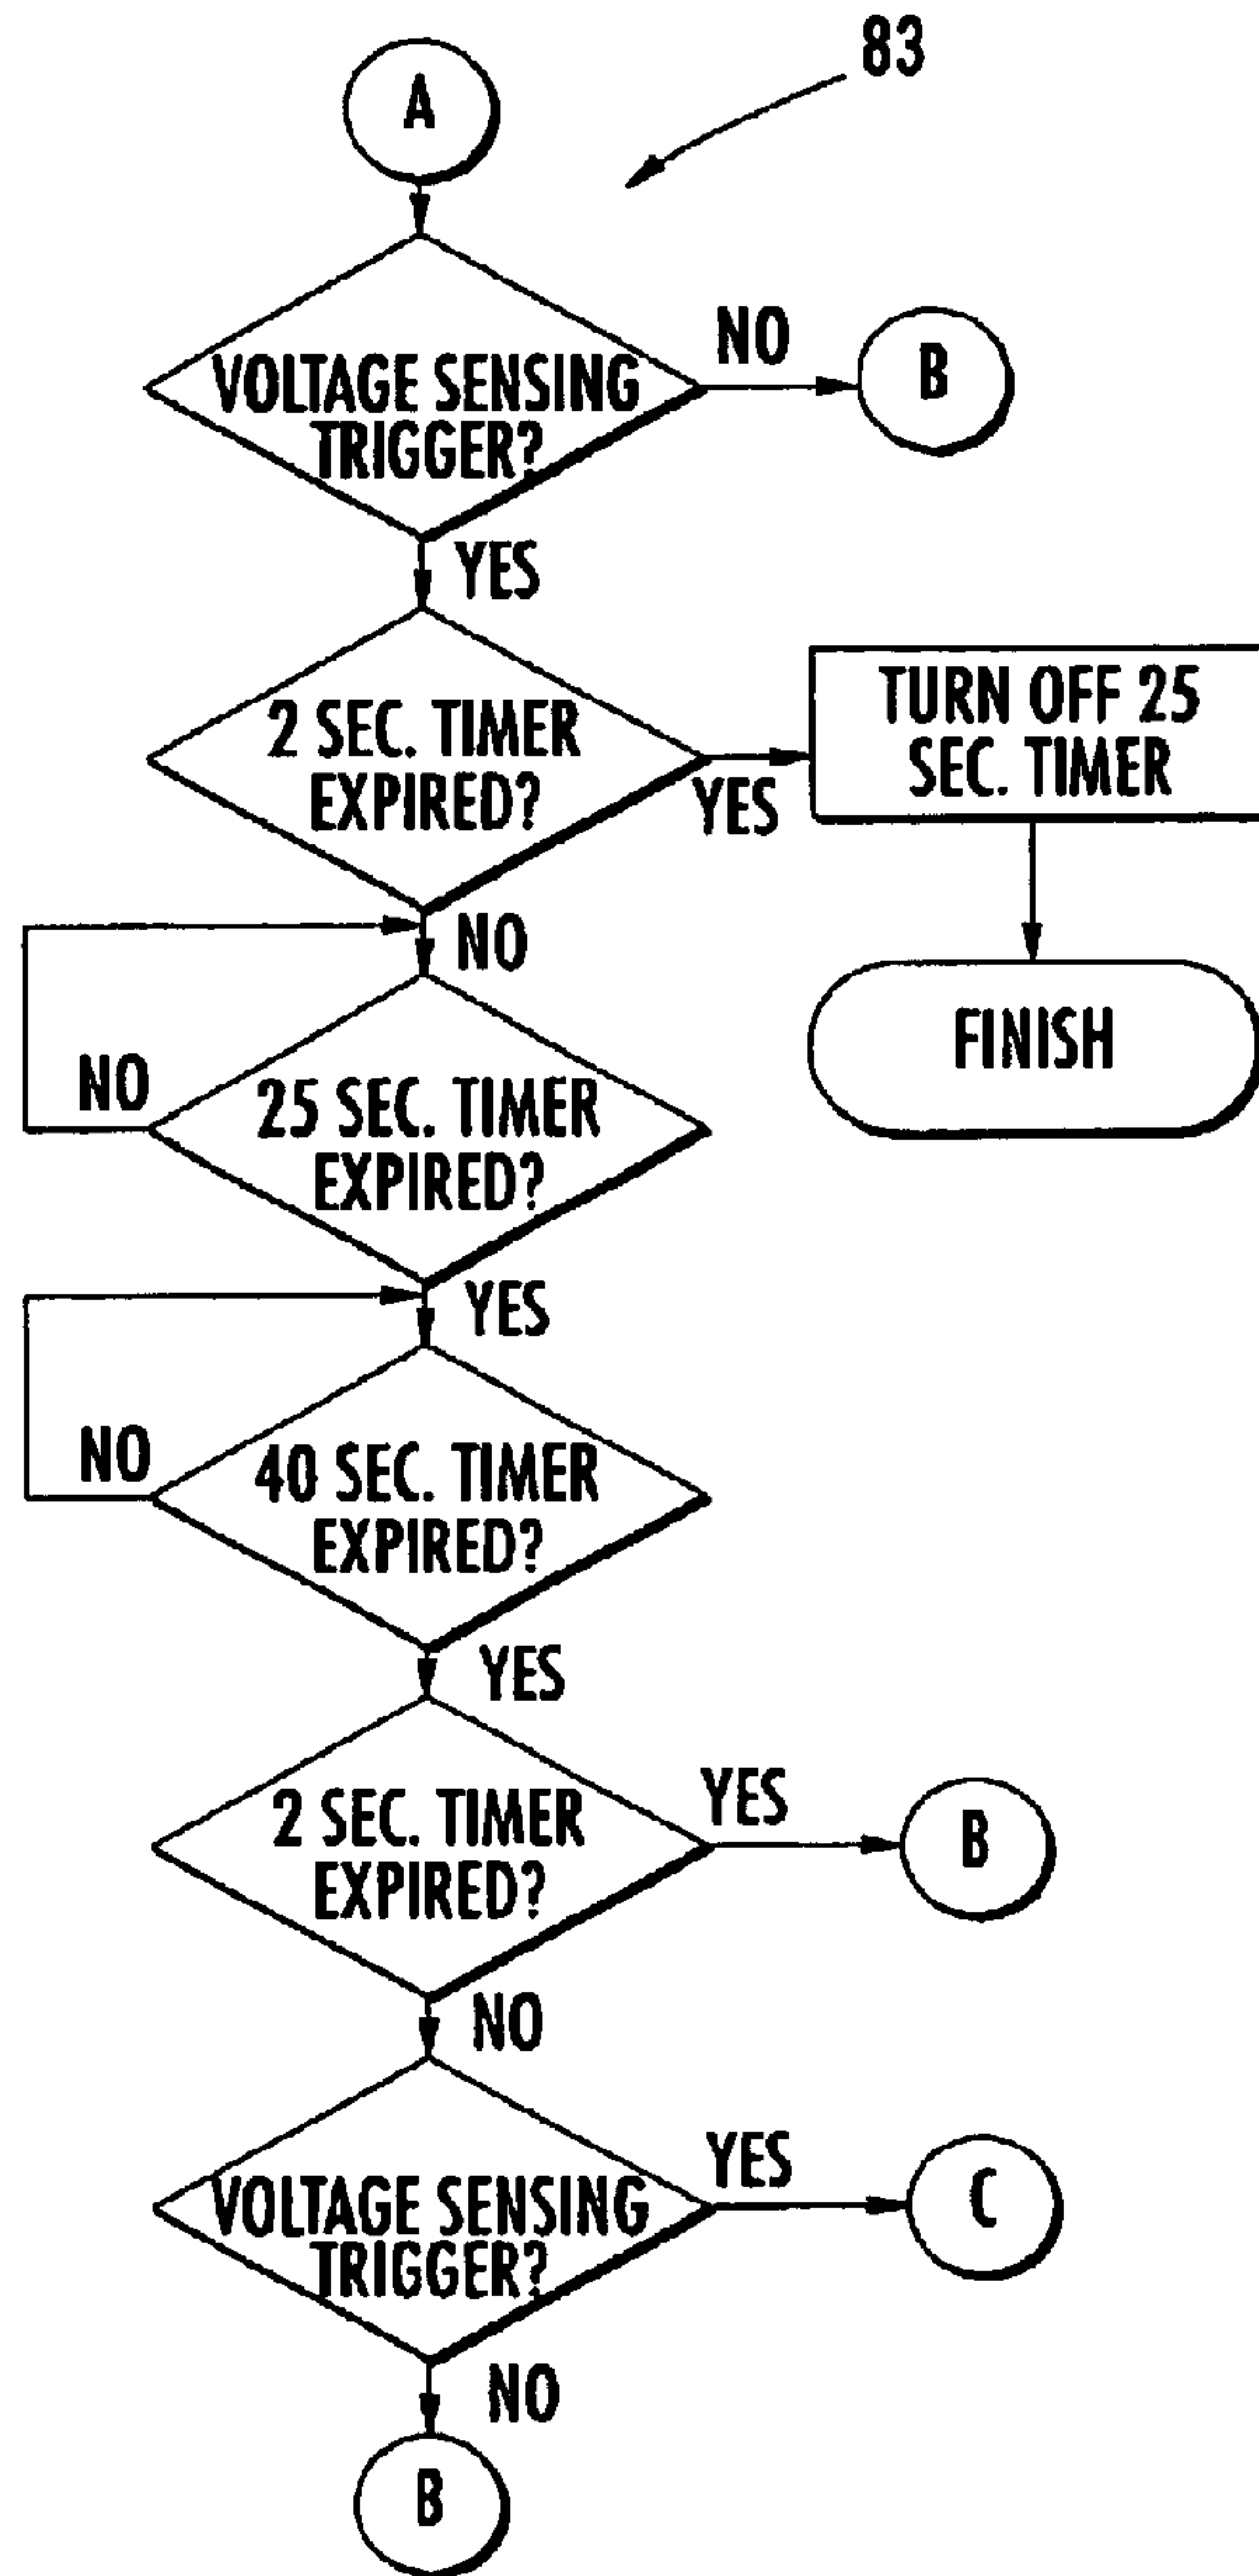 83
A
VOLTAGE SENSING
TRIGGER?
NO
B
YES
2 SEC. TIMER
EXPIRED?
YES
TURN OFF 25
SEC. TIMER
NO
FINISH
25 SEC. TIMER
EXPIRED?
NO
YES
40 SEC. TIMER
EXPIRED?
NO
YES
2 SEC. TIMER
EXPIRED?
YES
B
NO
VOLTAGE SENSING
TRIGGER?
YES
C
NO
B